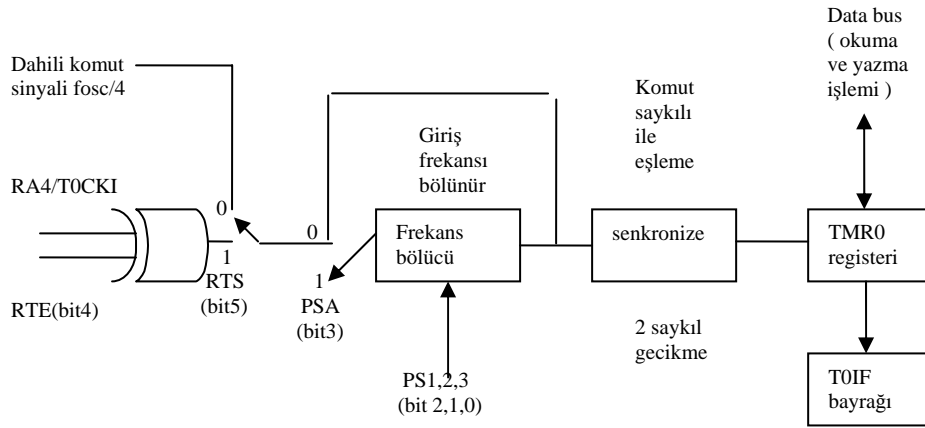 Data bus
( okuma
ve yazma
işlemi )
Dahili komut
sinyali fosc/4
Komut
saykılı
ile
eşleme
Giriş
frekansı
bölünür
RA4/T0CKI
0
0
Frekans
bölücü
senkronize
TMR0
registeri
1
RTS
(bit5)
1
PSA
(bit3)
RTE(bit4)
2 saykıl
gecikme
PS1,2,3
(bit 2,1,0)
T0IF
bayrağı